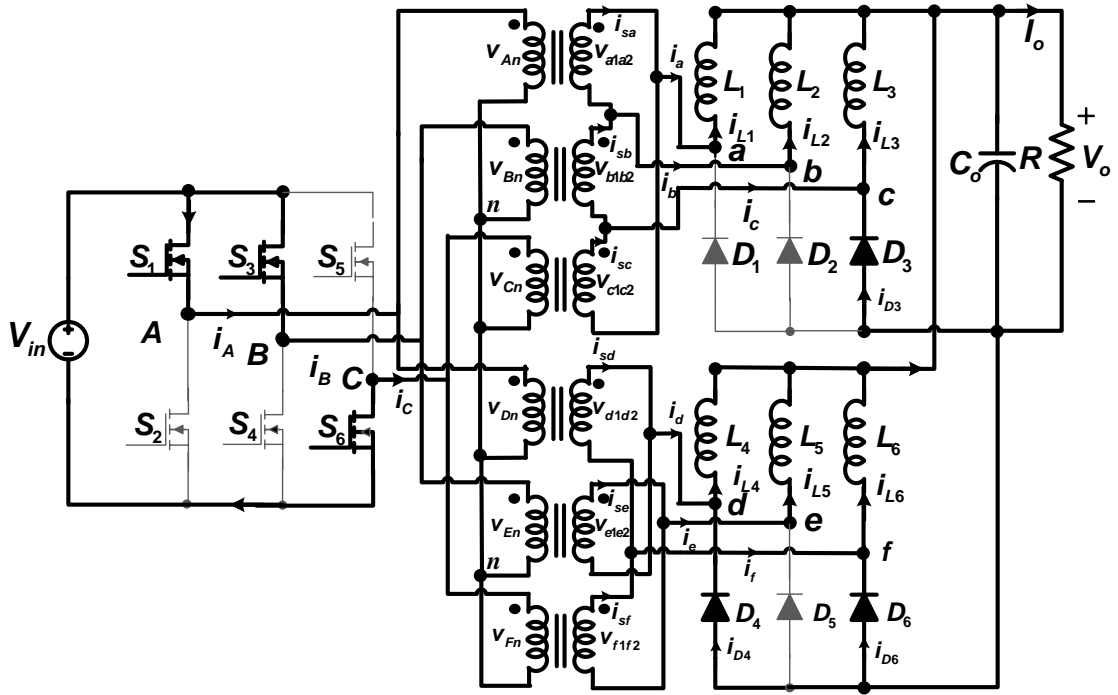 v_An
v_a1a2
i_sa
i_a
L_1
L_2
L_3
i_L1
i_L2
i_L3
I_o
a
b
c
v_Bn
v_b1b2
i_sb
i_b
i_c
C_o
R
+
V_o
−
n
v_Cn
v_c1c2
i_sc
D_1
D_2
D_3
i_D3
S_1
S_3
S_5
V_in
A
i_A
B
i_B
C
i_C
S_2
S_4
S_6
v_Dn
v_d1d2
i_sd
i_d
L_4
L_5
L_6
i_L4
i_L5
i_L6
d
e
f
v_En
v_e1e2
i_se
i_e
i_f
n
v_Fn
v_f1f2
i_sf
D_4
D_5
D_6
i_D4
i_D6